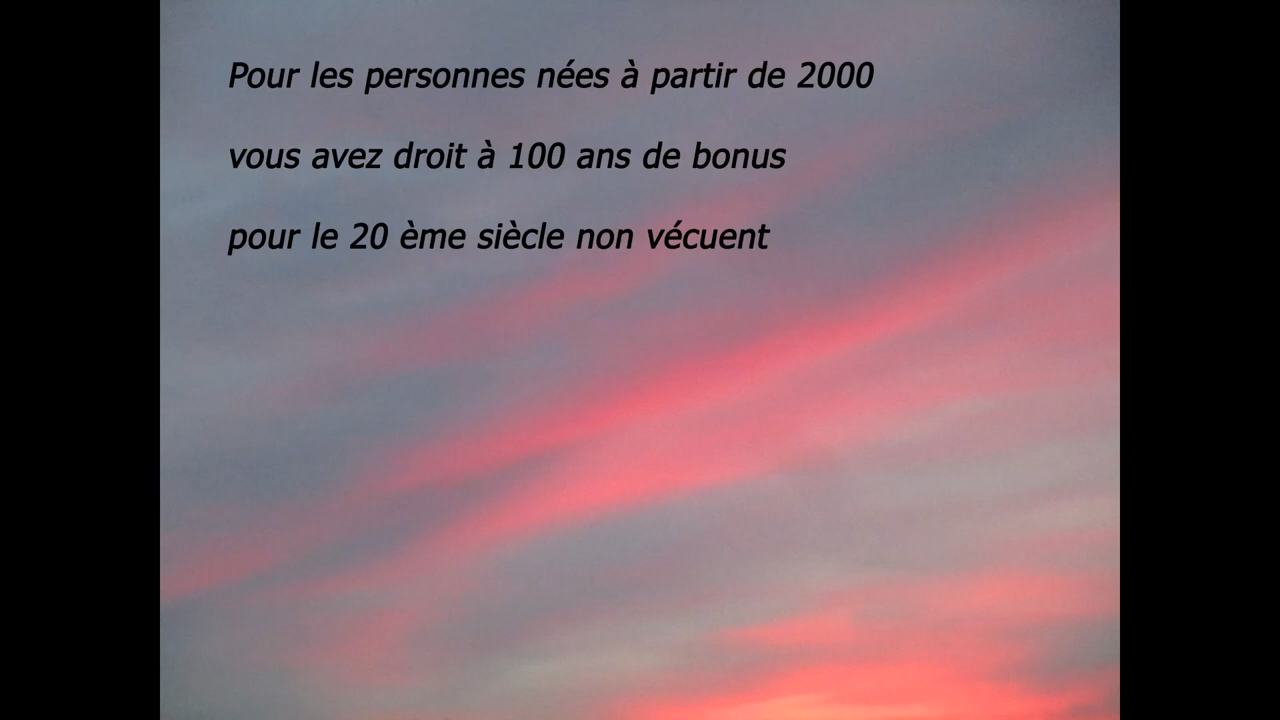 Pour les personnes nées à partir de 2000
vous avez droit à 100 ans de bonus
pour le 20 ème siècle non vécuent